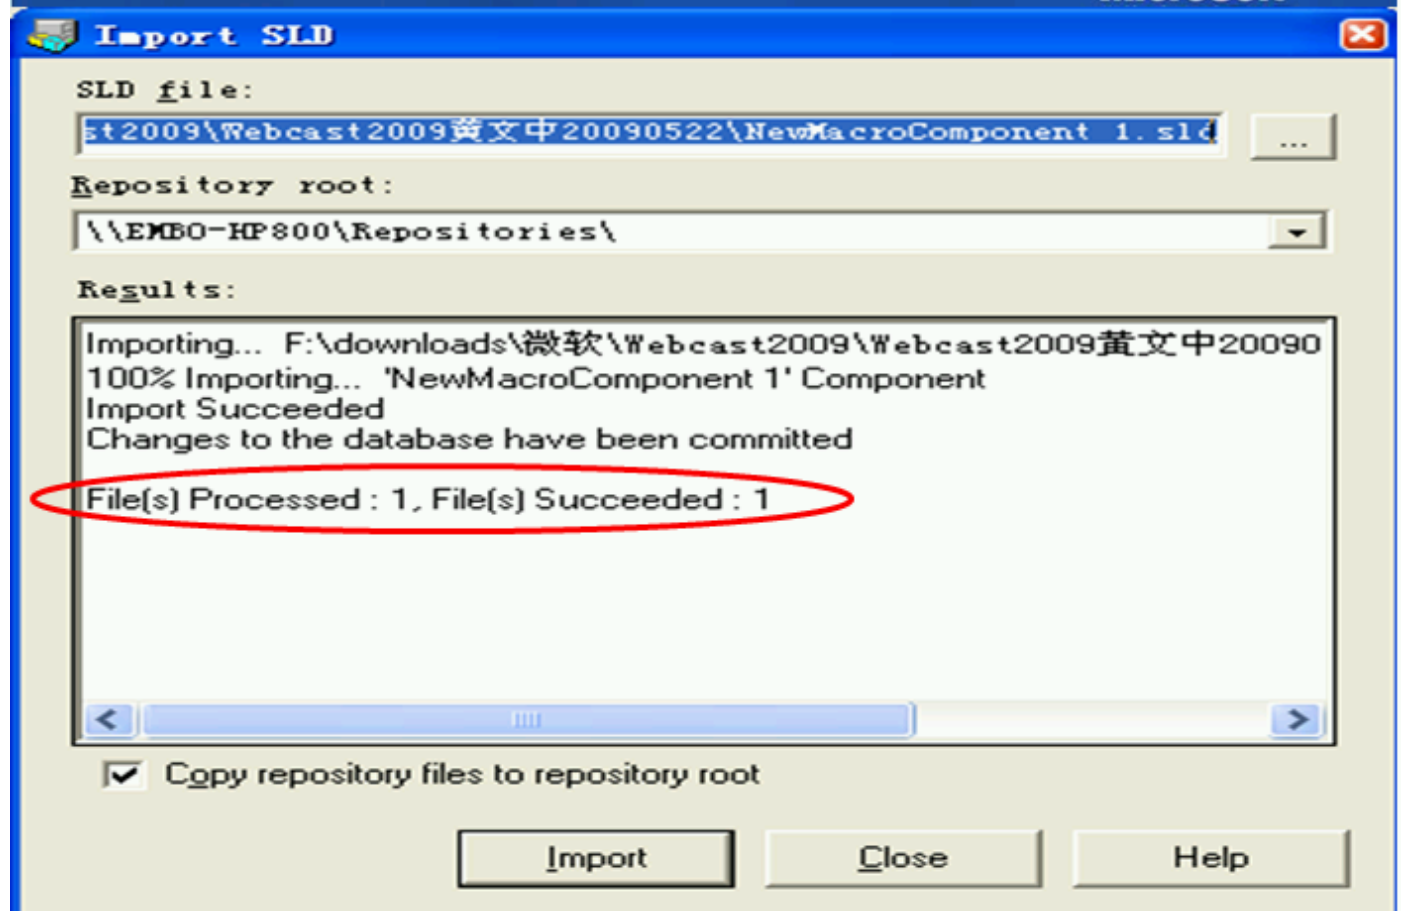 Import SLD
SLD file:
st2009\Webcast2009黄文中20090522\NewMacroComponent 1.sld
...
Repository root:
\\EMBO-HP800\Repositories\
Results:
Importing... F:\downloads\微软\Webcast2009\Webcast2009黄文中20090
100% Importing... 'NewMacroComponent 1' Component
Import Succeeded
Changes to the database have been committed
File(s) Processed : 1, File(s) Succeeded : 1
Copy repository files to repository root
Import Close Help